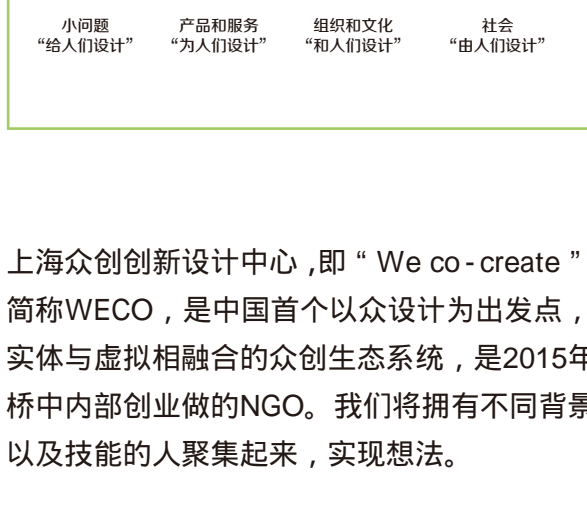 小问题 产品和服务 组织和文化 社会
“给人们设计” “为人们设计” “和人们设计” “由人们设计”
上海众创创新设计中心,即“We co-create”
简称WECO，是中国首个以众设计为出发点，
实体与虚拟相融合的众创生态系统，是2015年
桥中内部创业做的NGO。我们将拥有不同背景
以及技能的人聚集起来，实现想法。